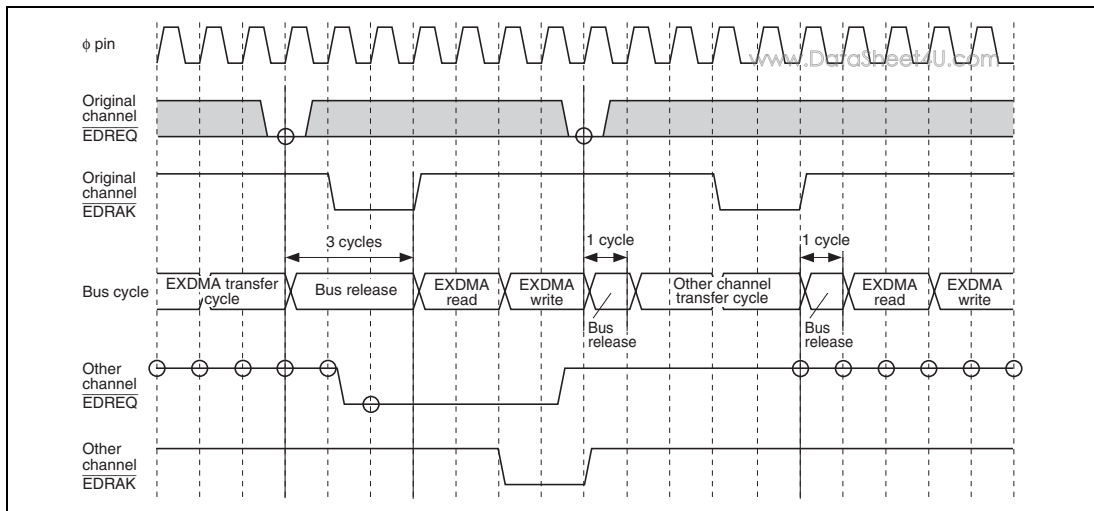 φ pin
www.DataSheet4U.com
Original
channel
EDREQ
Original
channel
EDRAK
3 cycles
1 cycle
1 cycle
Bus cycle
EXDMA transfer
cycle
Bus release
EXDMA
read
EXDMA
write
Bus
release
Other channel
transfer cycle
Bus
release
EXDMA
read
EXDMA
write
Other
channel
EDREQ
Other
channel
EDRAK